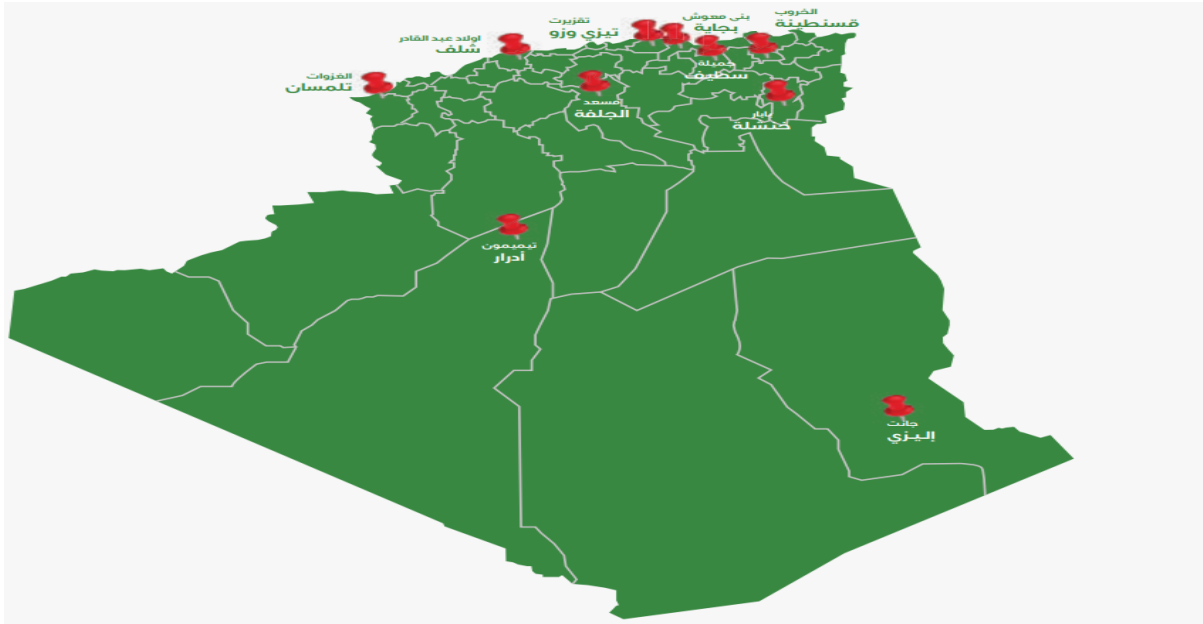 الخروب
قسنطينة
بني معوش
بجاية
تقزيرت
تيزي وزو
اولاد عبد القادر
شلف
الغزوات
تلمسان
جميلة
سطيف
مسعد
الجلفة
بابار
خنشلة
تيميمون
أدرار
جانت
إليزي